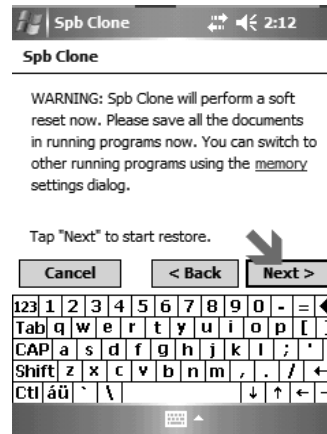 Spb Clone 2:12
Spb Clone
WARNING: Spb Clone will perform a soft
reset now. Please save all the documents
in running programs now. You can switch to
other running programs using the memory
settings dialog.
Tap "Next" to start restore.
Cancel < Back Next >
123 1 2 3 4 5 6 7 8 9 0 - =
Tab q w e r t y u i o p [ ]
CAP a s d f g h j k l ; '
Shift z x c v b n m , . / ←
Ctl áü ` \ ↓ ↑ ← →